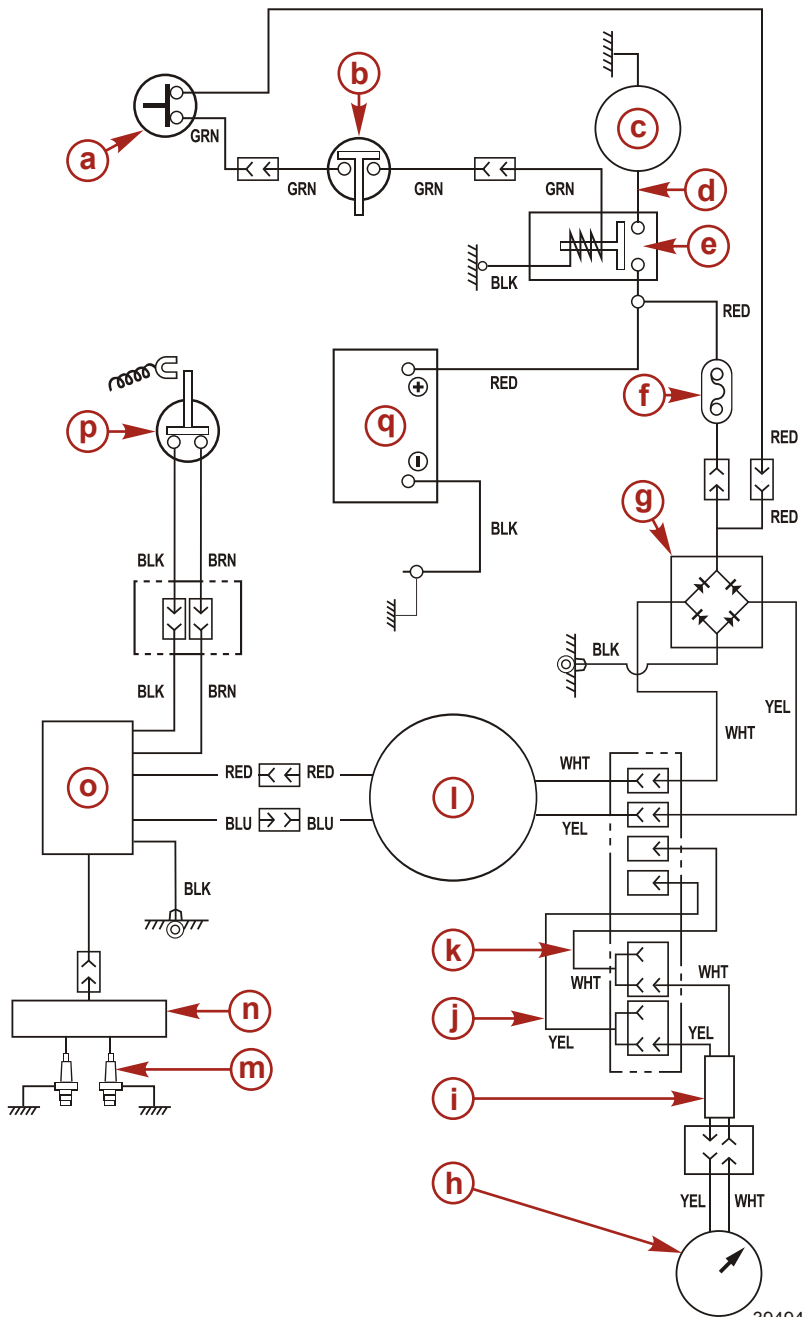 b
c
a
GRN
GRN
GRN
GRN
d
e
BLK
RED
RED
f
p
q
+
−
RED
g
RED
BLK
BLK
BRN
BLK
YEL
BLK
BRN
WHT
o
RED
RED
l
WHT
BLU
BLU
YEL
BLK
k
WHT
WHT
n
j
YEL
YEL
m
i
h
YEL
WHT